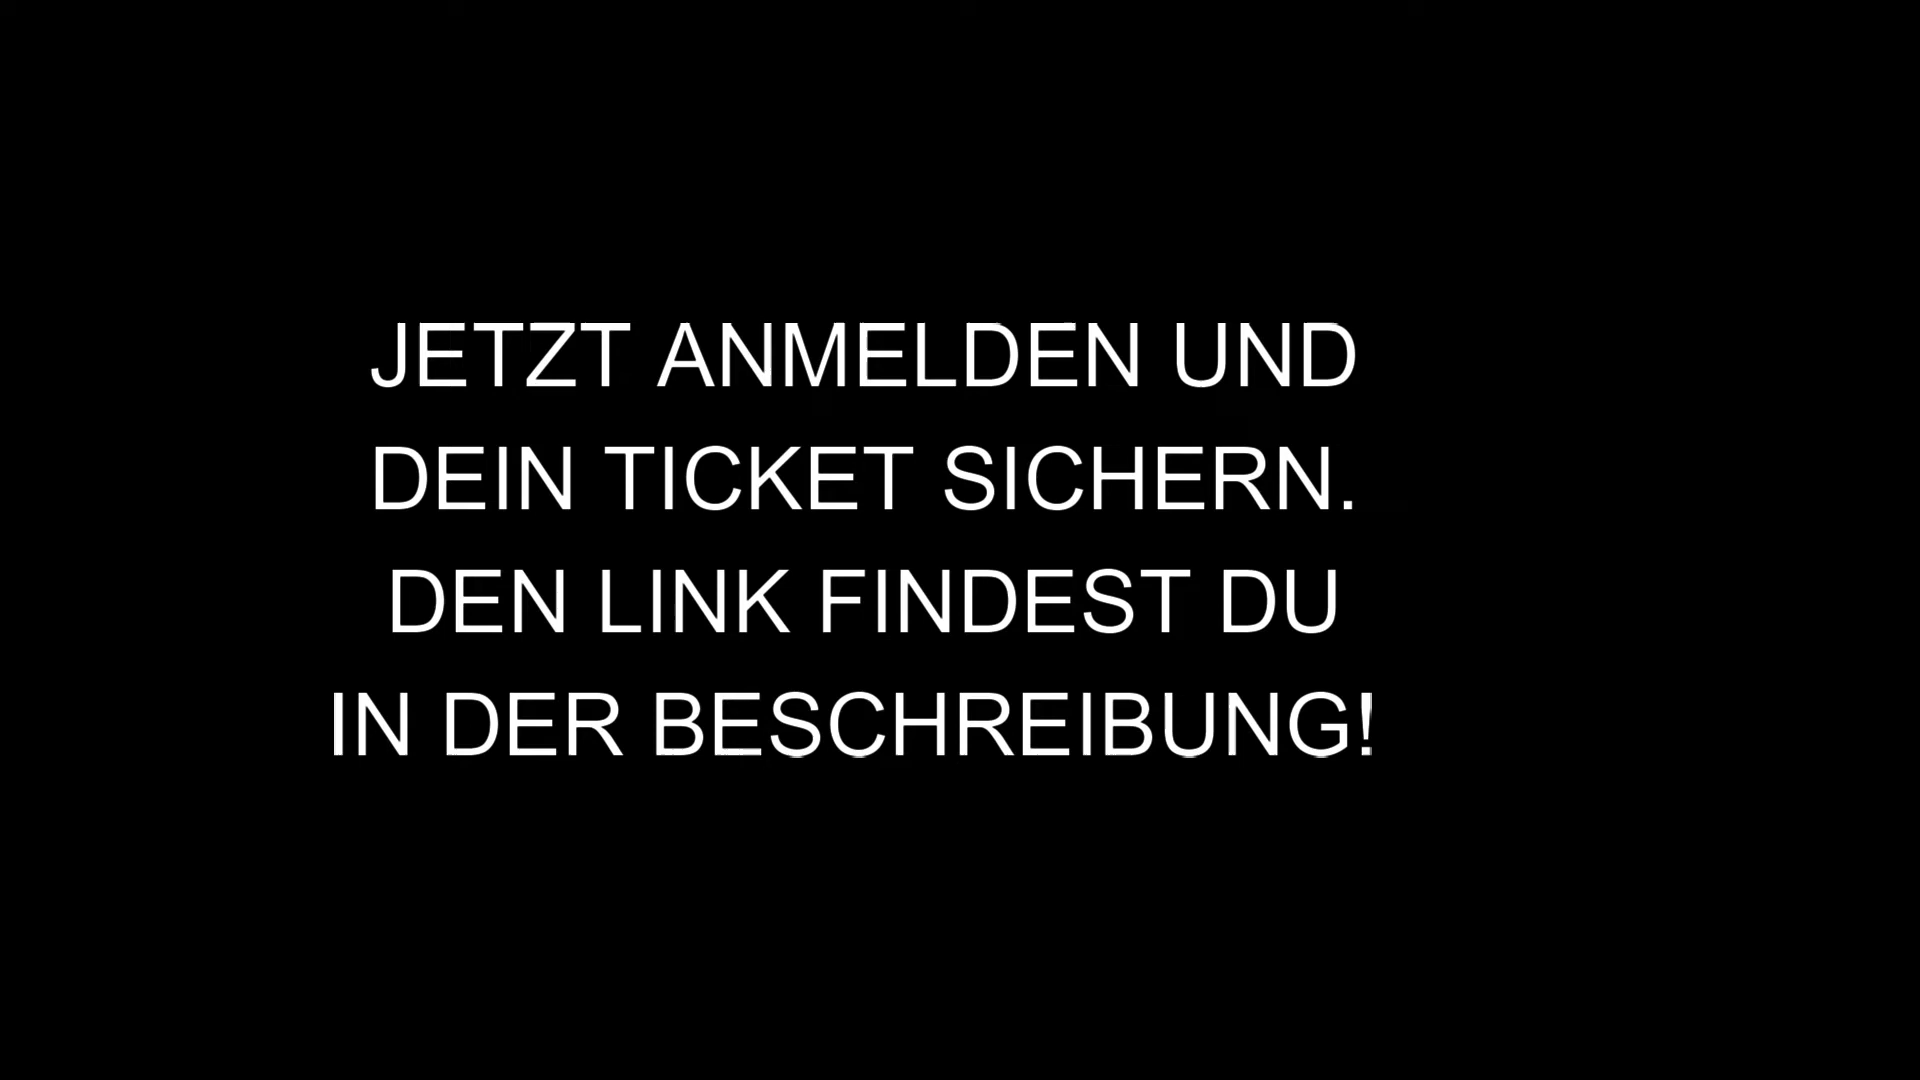 JETZT ANMELDEN UND
DEIN TICKET SICHERN.
DEN LINK FINDEST DU
IN DER BESCHREIBUNG!